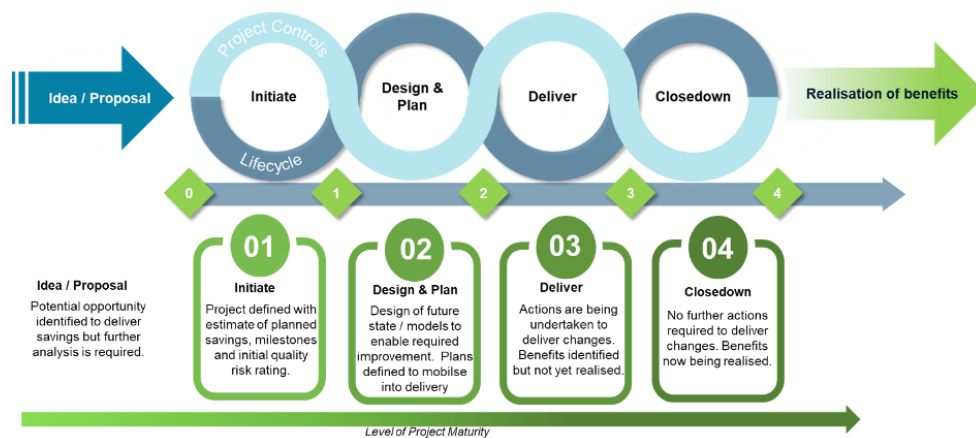 Project Controls
Idea / Proposal
Initiate
Design &
Plan
Deliver
Closedown
Realisation of benefits
Lifecycle
0
1
2
3
4
01
02
03
04
Idea / Proposal
Potential opportunity
identified to deliver
savings but further
analysis is required.
Initiate
Project defined with
estimate of planned
savings, milestones
and initial quality
risk rating.
Design & Plan
Design of future
state / models to
enable required
improvement. Plans
defined to mobilse
into delivery
Deliver
Actions are being
undertaken to
deliver changes.
Benefits identified
but not yet realised.
Closedown
No further actions
required to deliver
changes. Benefits
now being realised.
Level of Project Maturity